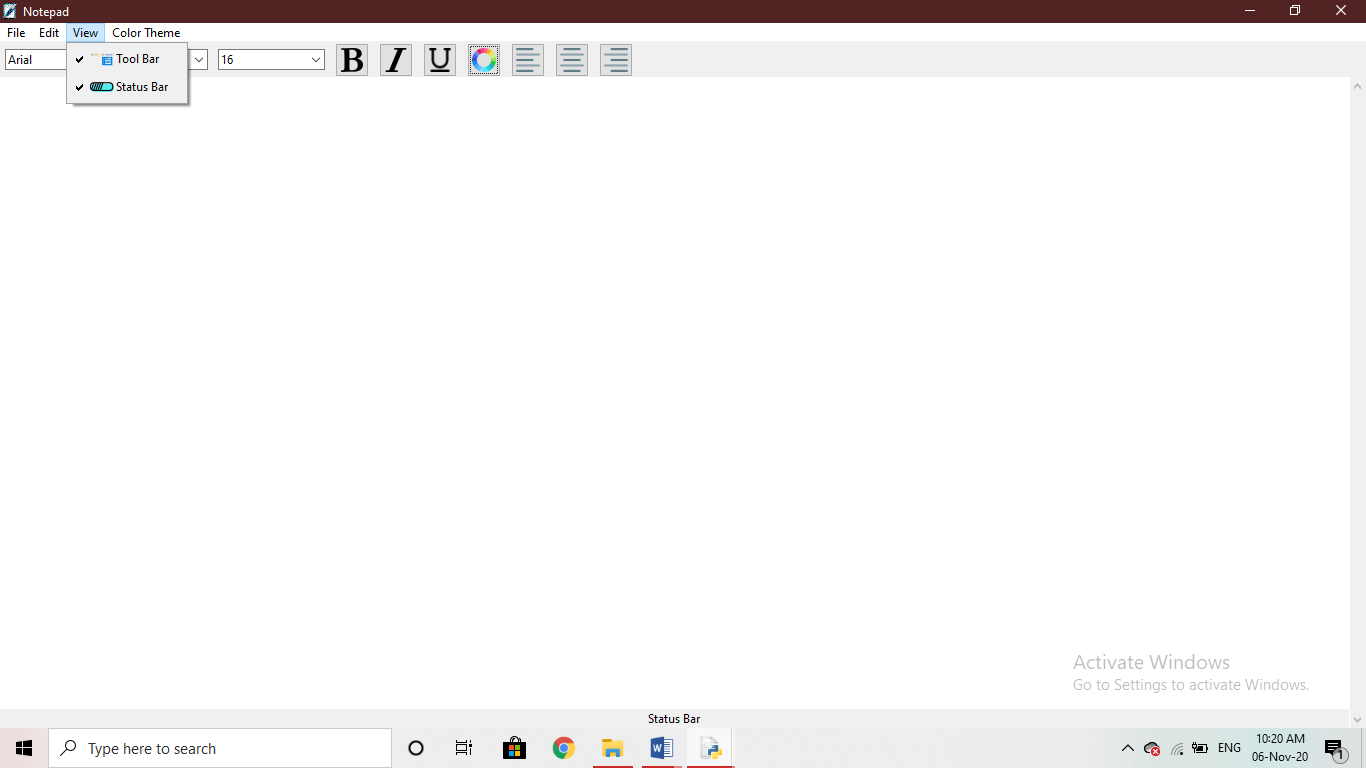 Notepad
File Edit View Color Theme
Arial 16 B I U
Tool Bar
Status Bar
Activate Windows
Go to Settings to activate Windows.
Status Bar
Type here to search
ENG
10:20 AM
06-Nov-20
1